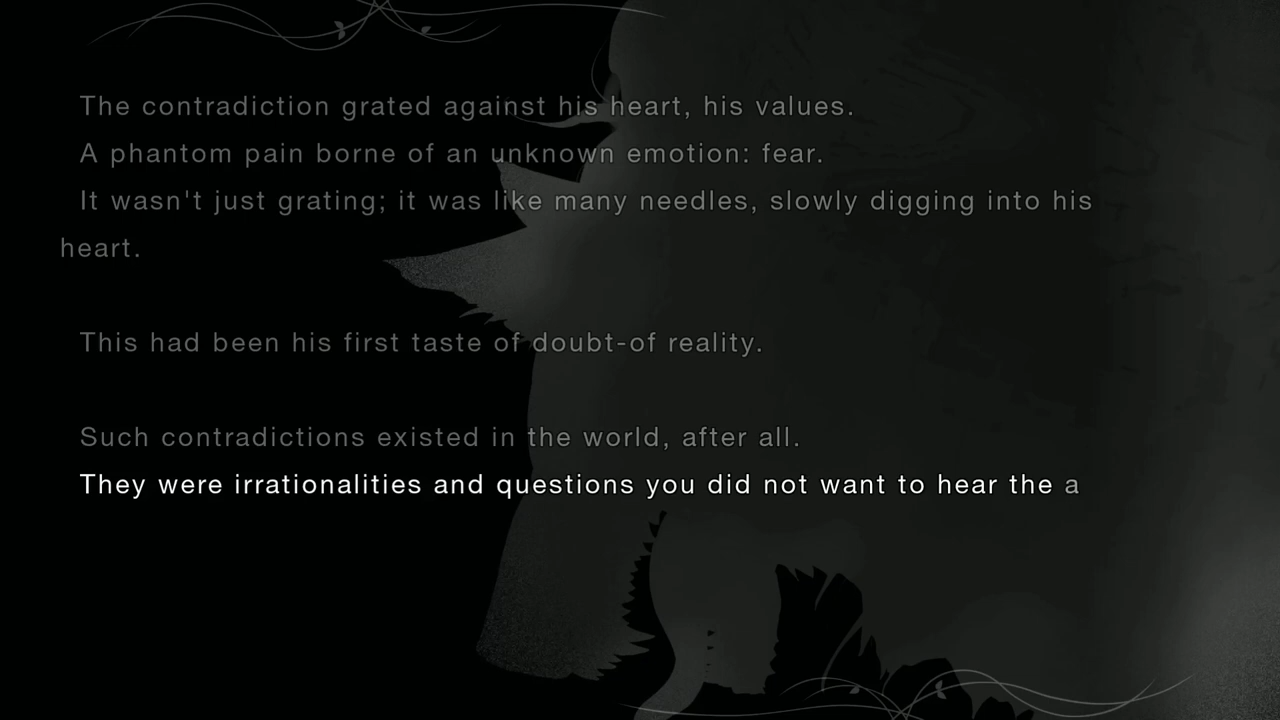 The contradiction grated against his heart, his values.
A phantom pain borne of an unknown emotion: fear.
It wasn't just grating; it was like many needles, slowly digging into his
heart.
This had been his first taste of doubt-of reality.
Such contradictions existed in the world, after all.
They were irrationalities and questions you did not want to hear the a